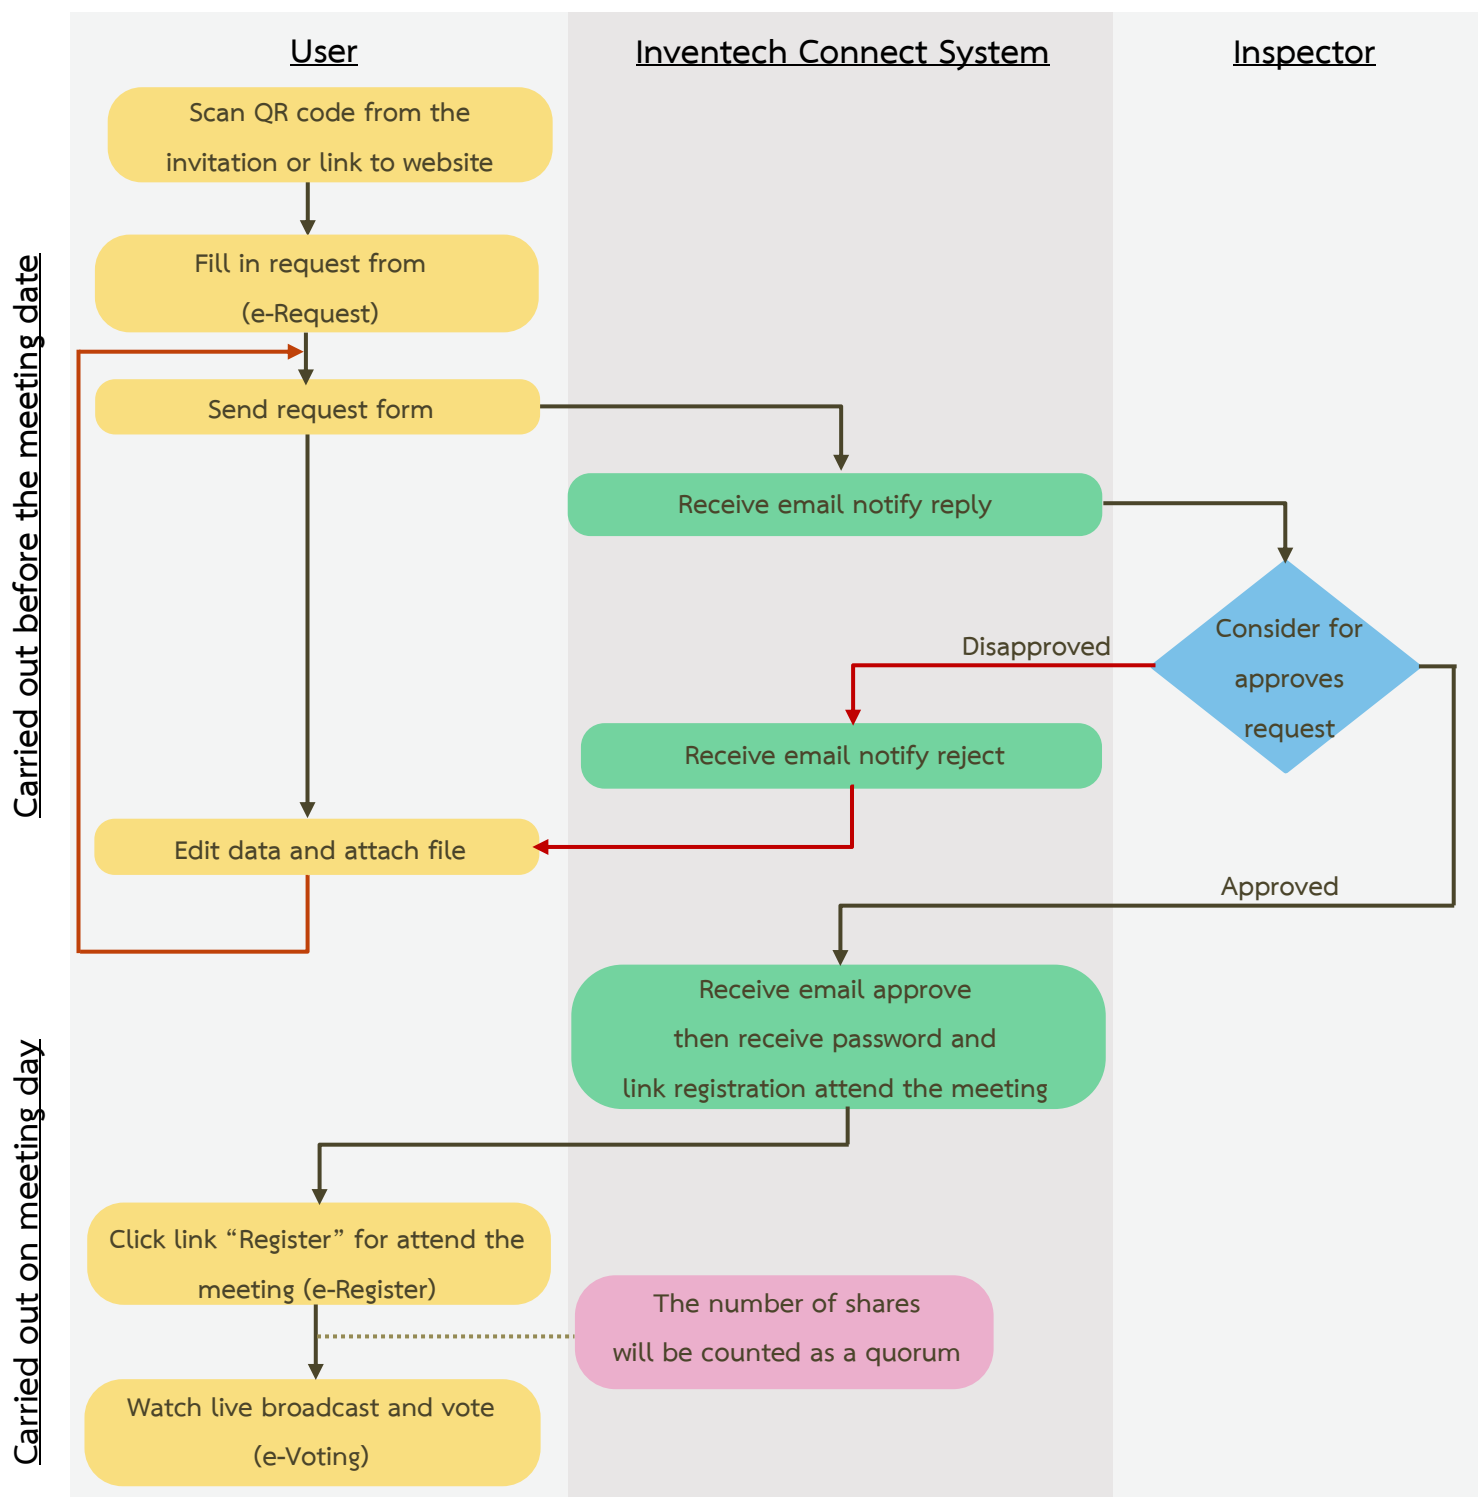 User
Inventech Connect System
Inspector
Carried out before the meeting date
Scan QR code from the
invitation or link to website
Fill in request from
(e-Request)
Send request form
Receive email notify reply
Consider for
approves
request
Disapproved
Receive email notify reject
Edit data and attach file
Approved
Receive email approve
then receive password and
link registration attend the meeting
Carried out on meeting day
Click link “Register” for attend the
meeting (e-Register)
The number of shares
will be counted as a quorum
Watch live broadcast and vote
(e-Voting)